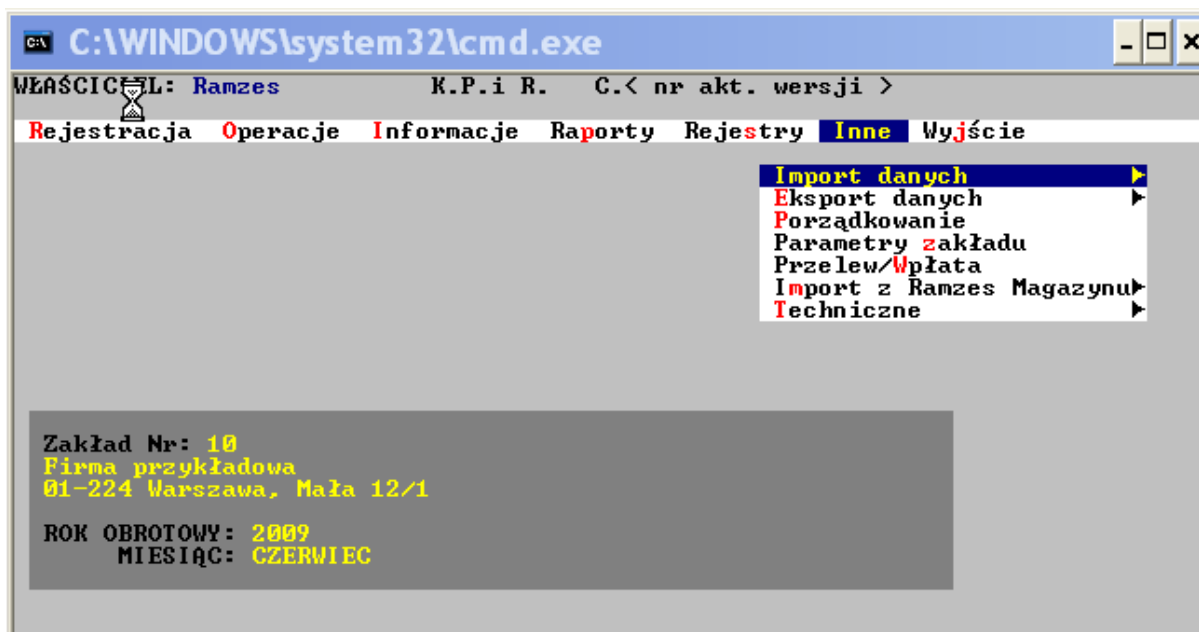 C:\WINDOWS\system32\cmd.exe
WŁAŚCICIEL: Ramzes K.P.i R. C.< nr akt. wersji >
Rejestracja Operacje Informacje Raporty Rejestry Inne Wyjście
Import danych
Eksport danych
Porządkowanie
Parametry zakładu
Przelew/Wpłata
Import z Ramzes Magazynu
Techniczne
Zakład Nr: 10
Firma przykładowa
01-224 Warszawa, Mała 12/1
ROK OBROTOWY: 2009
MIESIĄC: CZERWIEC